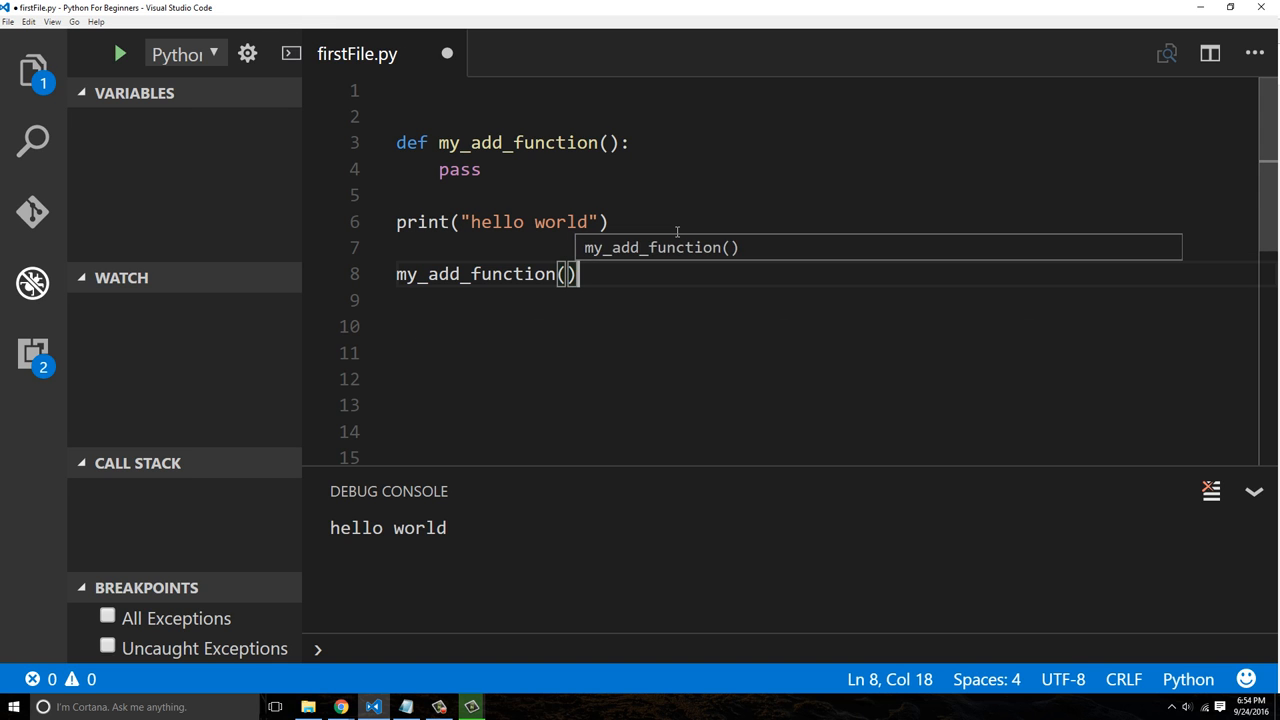 ● firstFile.py - Python For Beginners - Visual Studio Code
File Edit View Go Help
Python
firstFile.py
1
VARIABLES
WATCH
2
CALL STACK
BREAKPOINTS
All Exceptions
Uncaught Exceptions
1
2
3 def my_add_function():
4     pass
5
6 print("hello world")
7
my_add_function()
8 my_add_function()
9
10
11
12
13
14
15
DEBUG CONSOLE
hello world
0 0
Ln 8, Col 18 Spaces: 4 UTF-8 CRLF Python
I'm Cortana. Ask me anything.
6:54 PM
9/24/2016